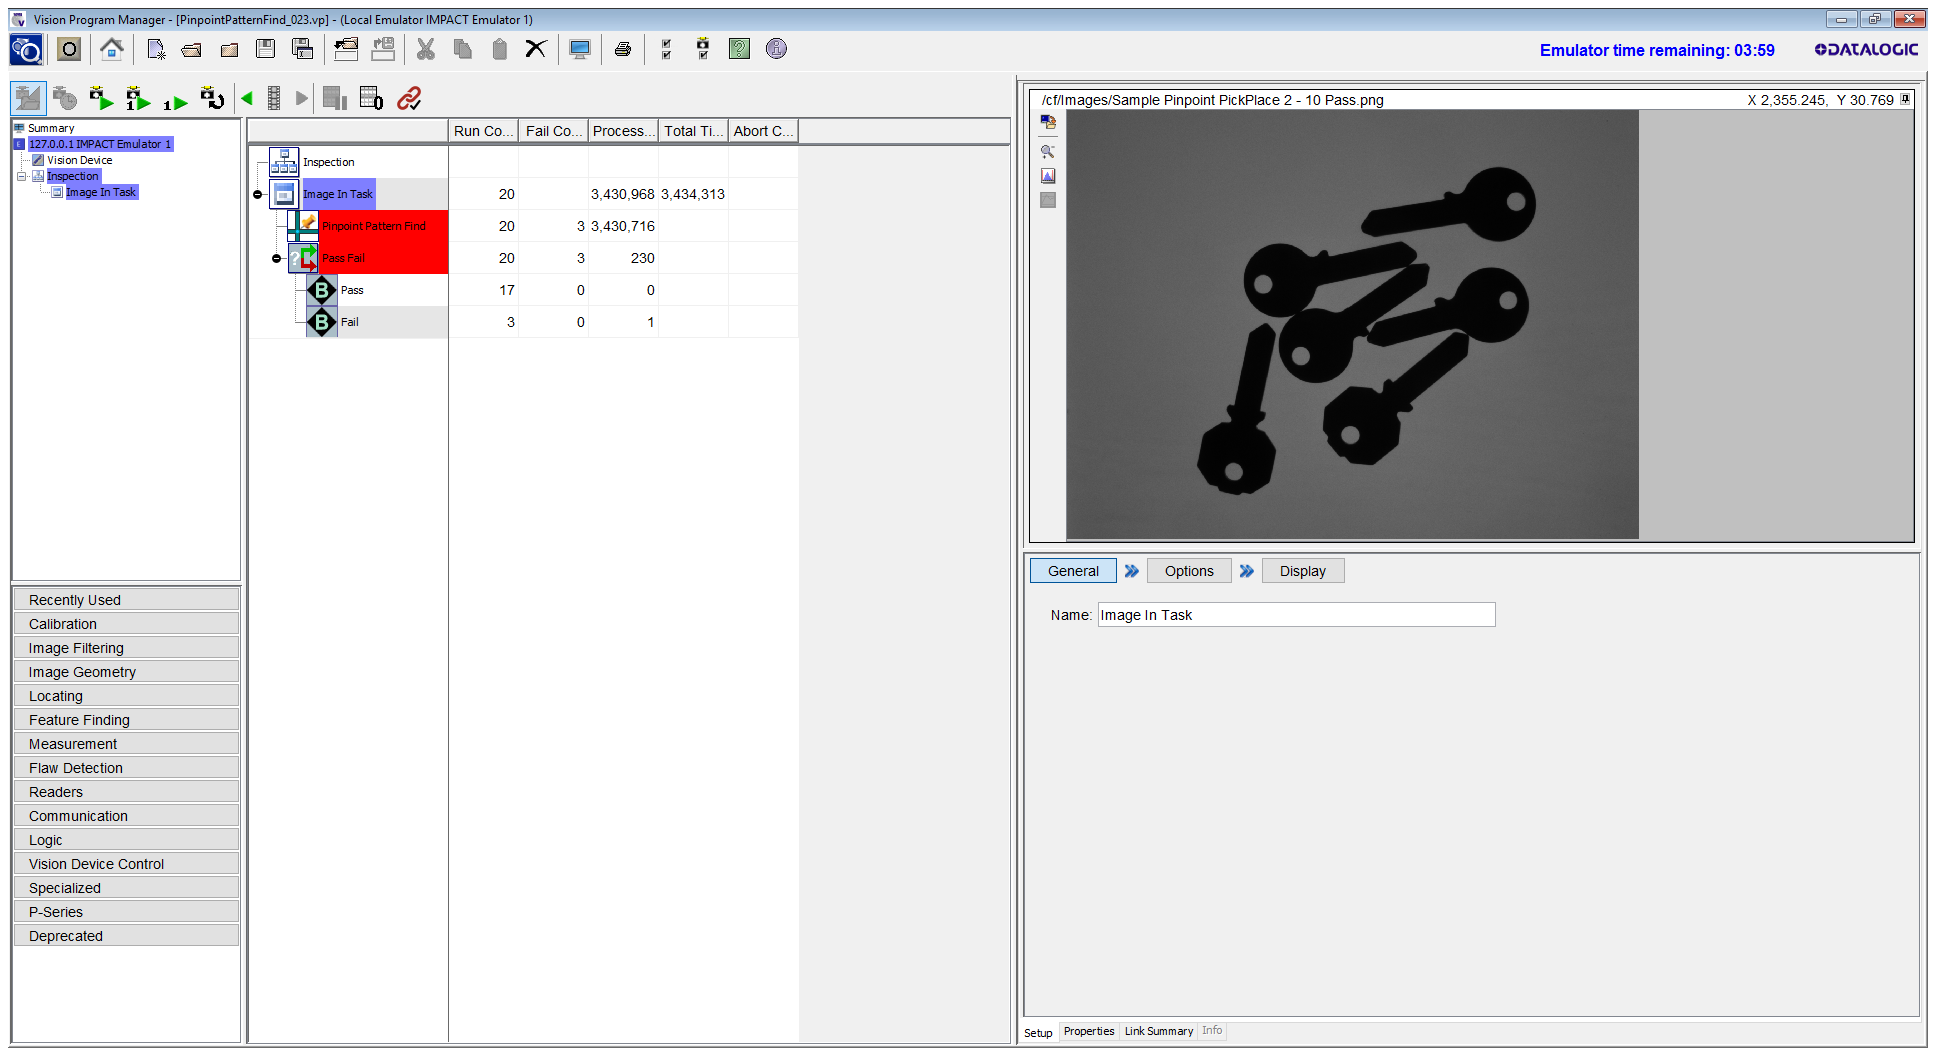 Vision Program Manager - [PinpointPatternFind_023.vp] - (Local Emulator IMPACT Emulator 1)
Emulator time remaining: 03:59
DATALOGIC
Summary
127.0.0.1 IMPACT Emulator 1
Vision Device
Inspection
Image In Task
Recently Used
Calibration
Image Filtering
Image Geometry
Locating
Feature Finding
Measurement
Flaw Detection
Readers
Communication
Logic
Vision Device Control
Specialized
P-Series
Deprecated
Run Co... Fail Co... Process... Total Ti... Abort C...
Inspection
Image In Task 20 3,430,968 3,434,313
Pinpoint Pattern Find 20 3 3,430,716
Pass Fail 20 3 230
B Pass 17 0 0
B Fail 3 0 1
/cf/Images/Sample Pinpoint PickPlace 2 - 10 Pass.png X 2,355.245, Y 30.769
General Options Display
Name: Image In Task
Setup Properties Link Summary Info